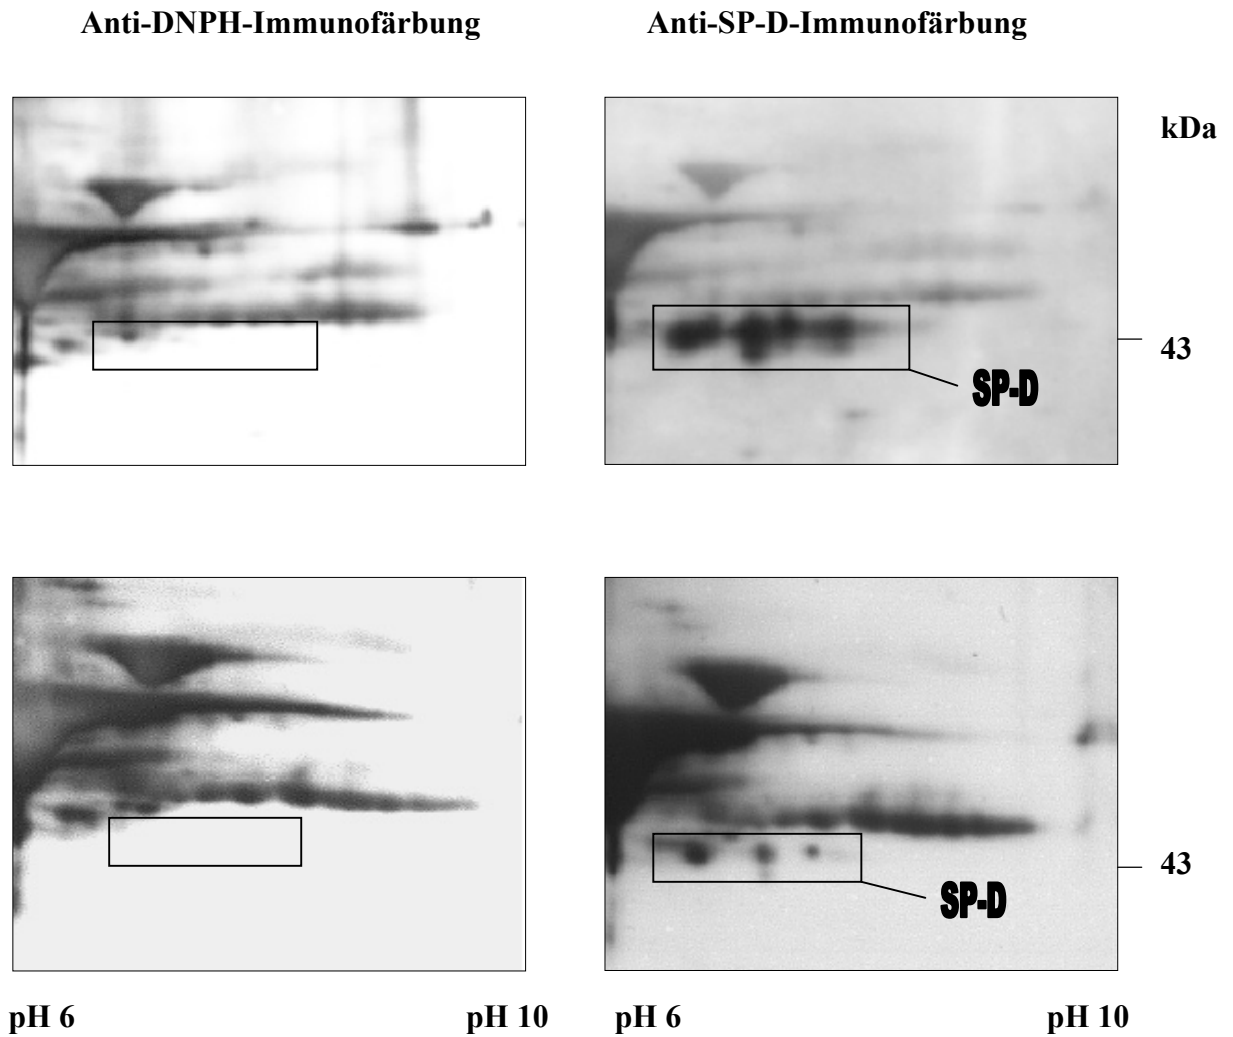 Anti-DNPH-Immunofärbung
Anti-SP-D-Immunofärbung
kDa
43
SP-D
43
SP-D
pH 6
pH 10
pH 6
pH 10